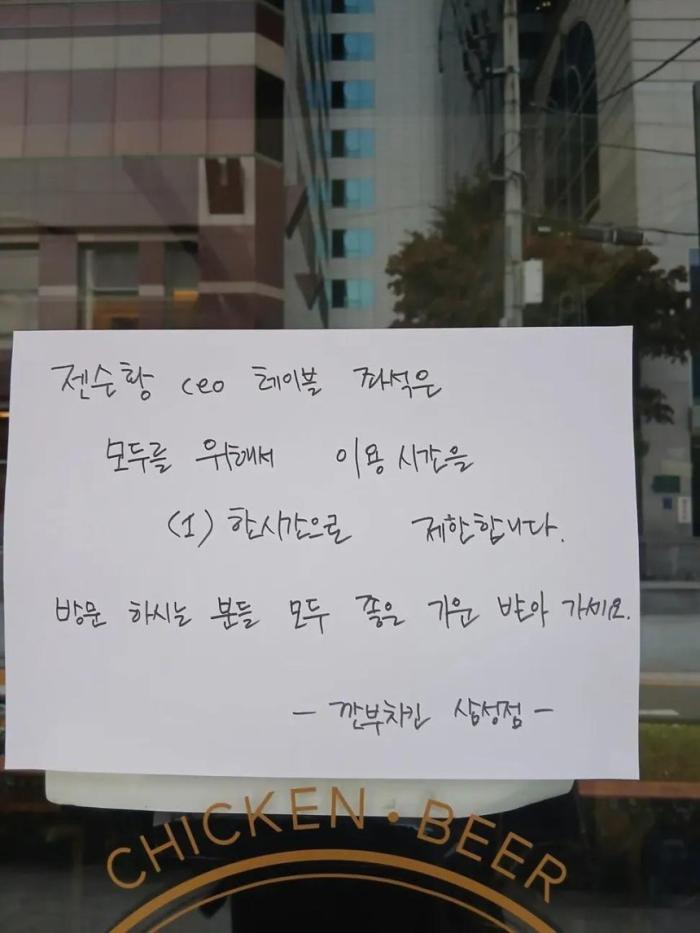 젠슨황 ceo 테이블 좌석은
모두를 위해서 이용 시간을
(1) 한시간으로 제한합니다.
방문 하시는 분들 모두 좋은 기운 받아 가세요.
- 깐부치킨 삼성점 -
CHICKEN • BEER